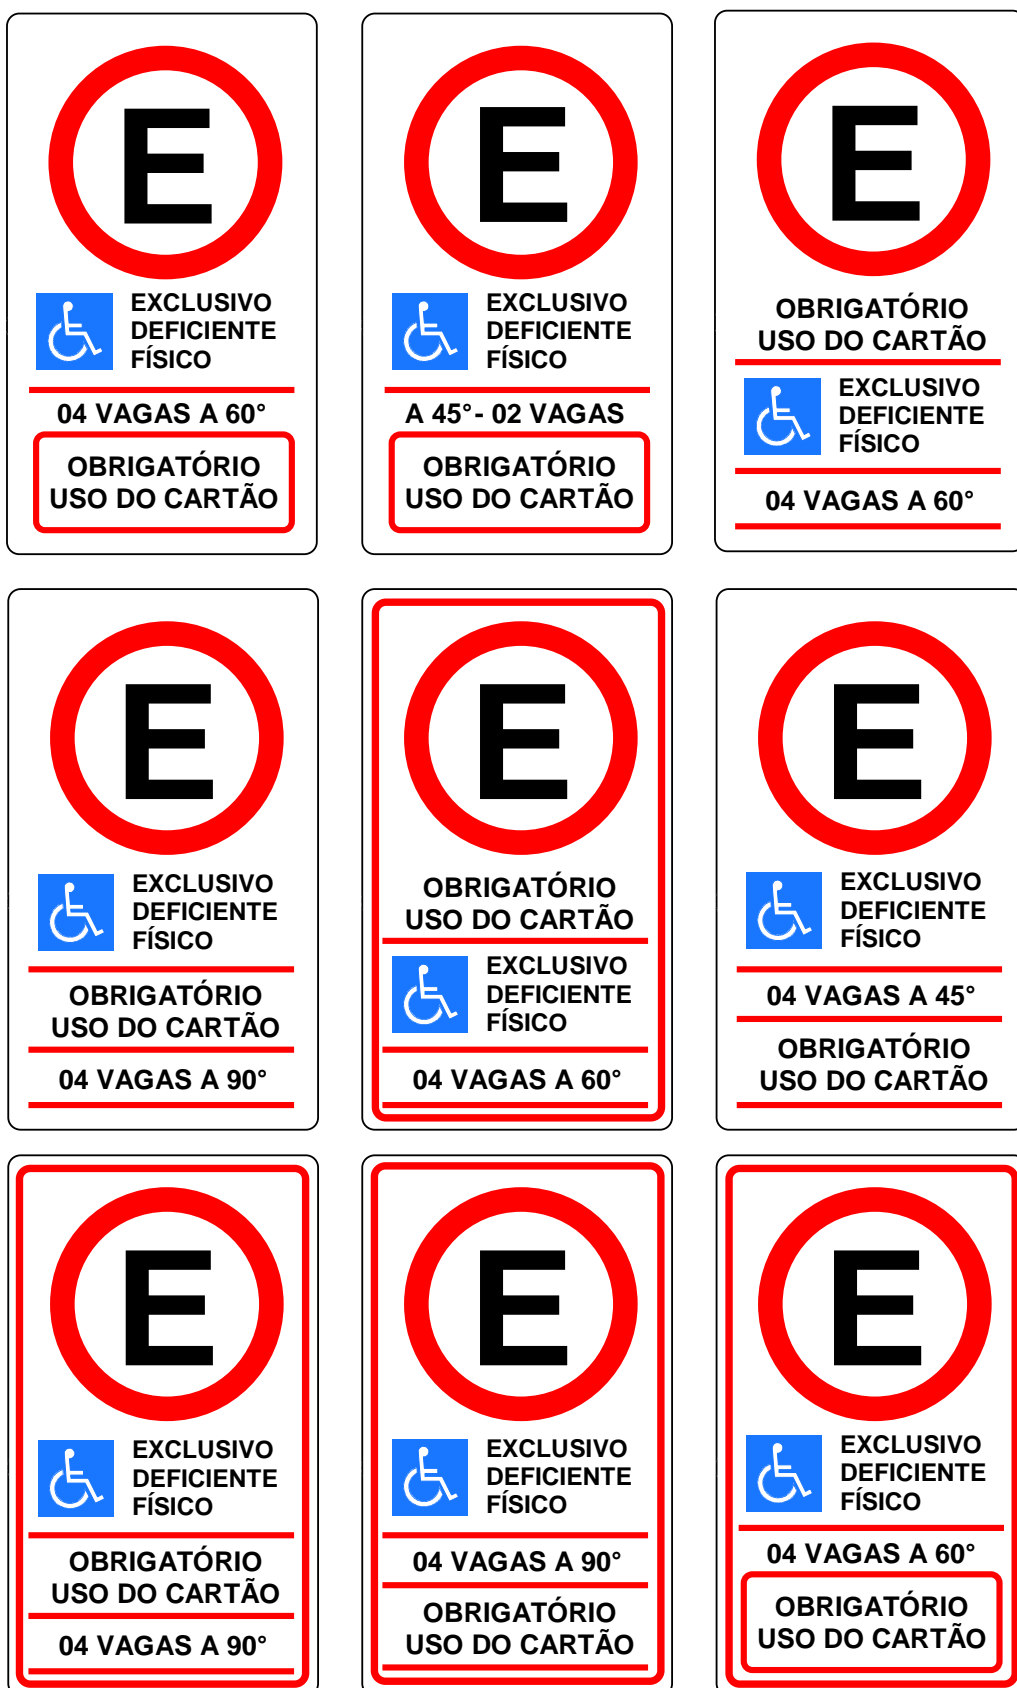 E
EXCLUSIVO
DEFICIENTE
FÍSICO
04 VAGAS A 60°
OBRIGATÓRIO
USO DO CARTÃO
E
EXCLUSIVO
DEFICIENTE
FÍSICO
A 45°- 02 VAGAS
OBRIGATÓRIO
USO DO CARTÃO
E
OBRIGATÓRIO
USO DO CARTÃO
EXCLUSIVO
DEFICIENTE
FÍSICO
04 VAGAS A 60°
E
EXCLUSIVO
DEFICIENTE
FÍSICO
OBRIGATÓRIO
USO DO CARTÃO
04 VAGAS A 90°
E
OBRIGATÓRIO
USO DO CARTÃO
EXCLUSIVO
DEFICIENTE
FÍSICO
04 VAGAS A 60°
E
EXCLUSIVO
DEFICIENTE
FÍSICO
04 VAGAS A 45°
OBRIGATÓRIO
USO DO CARTÃO
E
EXCLUSIVO
DEFICIENTE
FÍSICO
OBRIGATÓRIO
USO DO CARTÃO
04 VAGAS A 90°
E
EXCLUSIVO
DEFICIENTE
FÍSICO
04 VAGAS A 90°
OBRIGATÓRIO
USO DO CARTÃO
E
EXCLUSIVO
DEFICIENTE
FÍSICO
04 VAGAS A 60°
OBRIGATÓRIO
USO DO CARTÃO